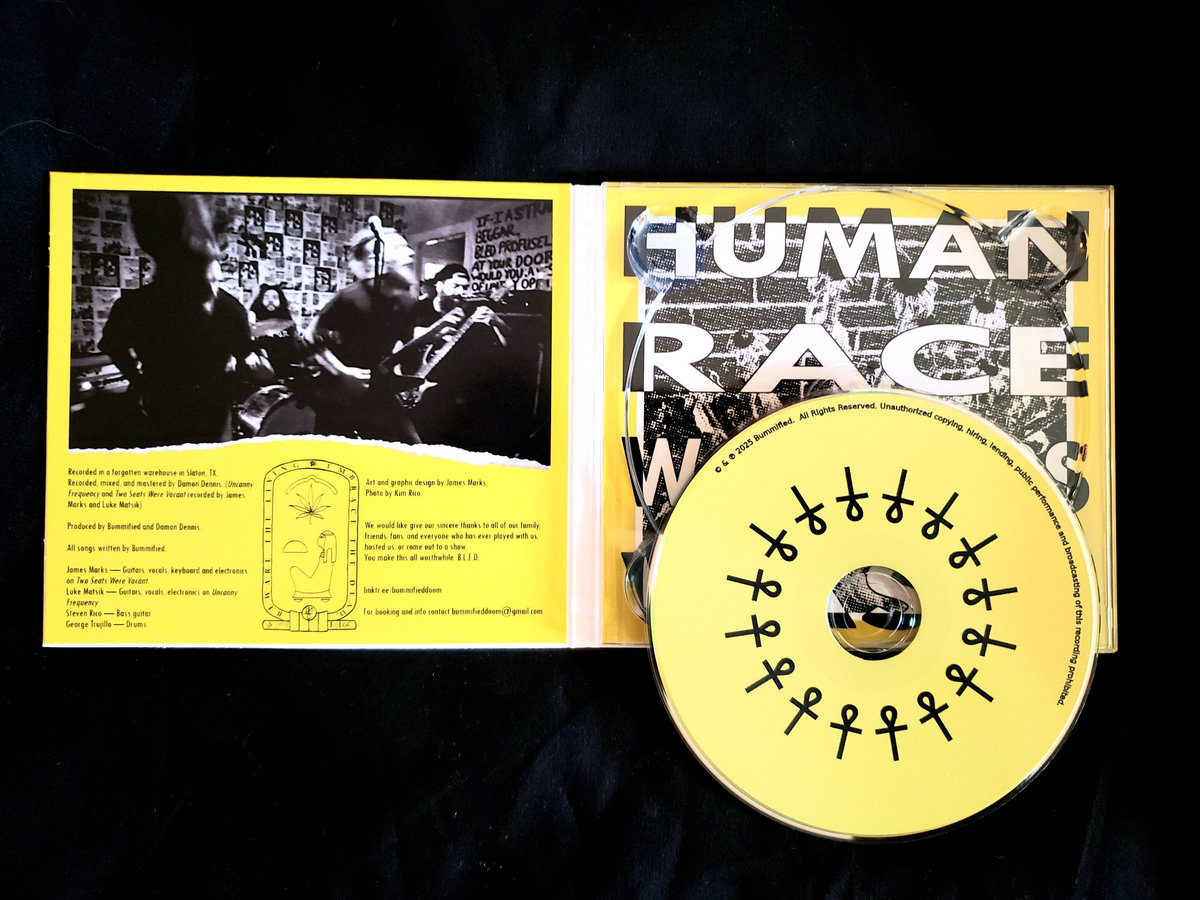 IF I ASTRA
BEGGAR,
BLED PROFUSEL
AT YOUR DOOR
WOULD YOU
Recorded in a forgotten warehouse in Slaton, TX.
Recorded, mixed, and mastered by Damon Dennis. (Uncanny
Frequency and Two Seats Were Vacant recorded by James
Marks and Luke Matsik)
Produced by Bummified and Damon Dennis.
All songs written by Bummified.
James Marks — Guitars, vocals, keyboard and electronics
on Two Seats Were Vacant
Luke Matsik — Guitars, vocals, electronics on Uncanny
Frequency
Steven Rico — Bass guitar
George Trujillo — Drums
BEWARE THE LIVING EMBRACE THE DEAD
Art and graphic design by James Marks.
Photo by Kim Rico
We would like give our sincere thanks to all of our family,
friends, fans, and everyone who has ever played with us,
hosted us, or come out to a show.
You make this all worthwhile. B.L.E.D.
linktr.ee/bummifieddoom
For booking and info contact bummifieddoom@gmail.com
HUMAN
RACE
W S
© & ℗ 2025 Bummified. All Rights Reserved. Unauthorized copying, hiring, lending, public performance and broadcasting of this recording prohibited.